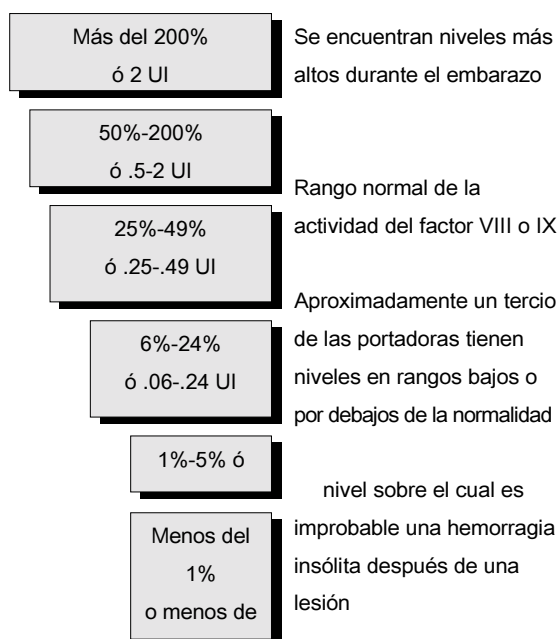 Más del 200%
ó 2 UI
Se encuentran niveles más
altos durante el embarazo
50%-200%
ó .5-2 UI
Rango normal de la
actividad del factor VIII o IX
25%-49%
ó .25-.49 UI
Aproximadamente un tercio
de las portadoras tienen
niveles en rangos bajos o
por debajos de la normalidad
6%-24%
ó .06-.24 UI
1%-5% ó
nivel sobre el cual es
improbable una hemorragia
insólita después de una
lesión
Menos del
1%
o menos de